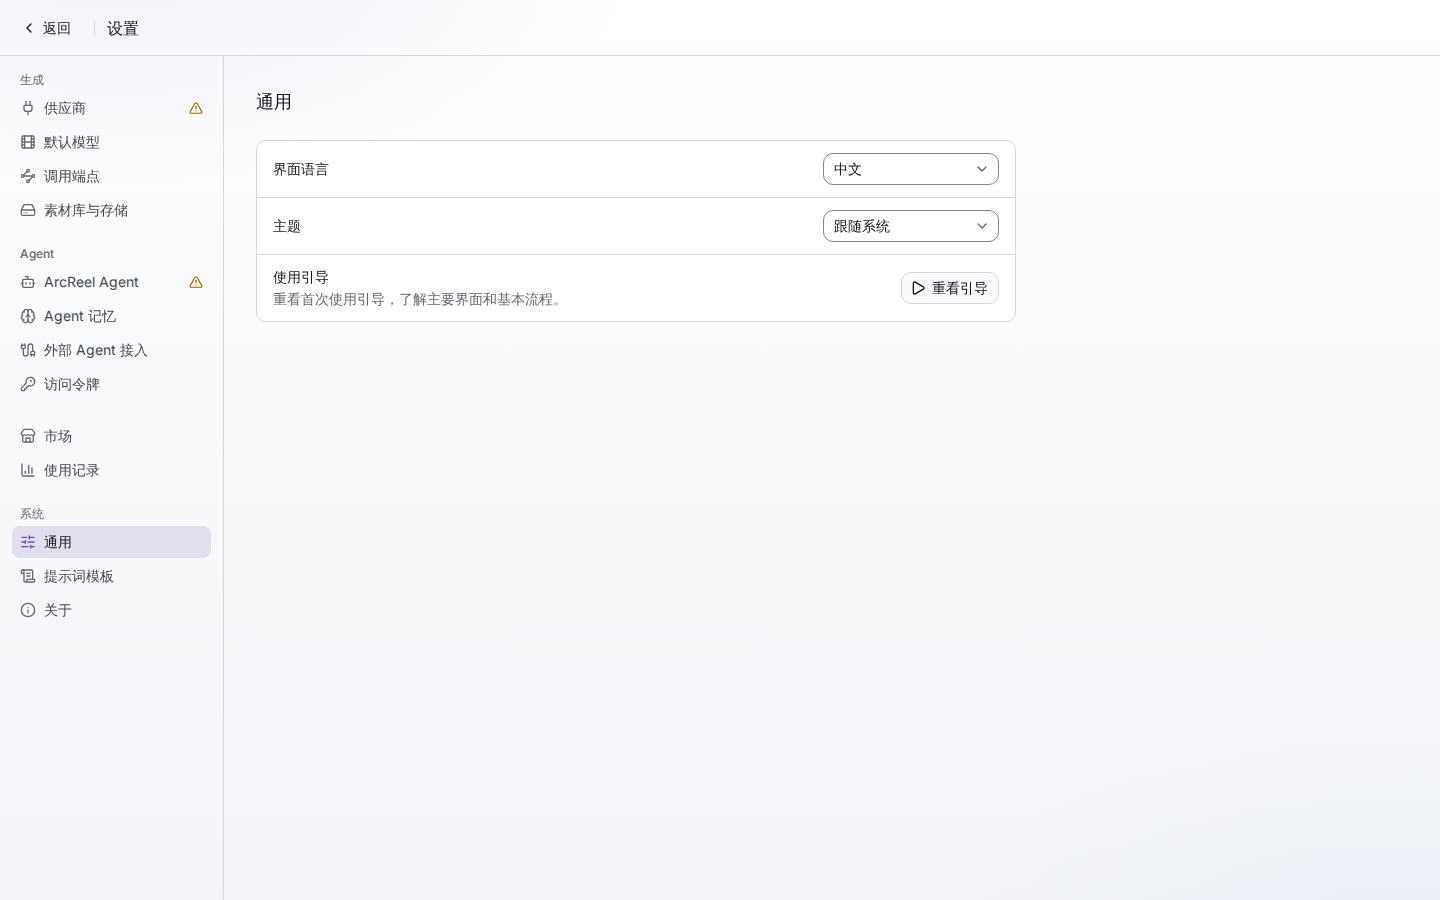 返回
设置
生成
供应商
默认模型
调用端点
素材库与存储
Agent
ArcReel Agent
Agent 记忆
外部 Agent 接入
访问令牌
市场
使用记录
系统
通用
提示词模板
关于
通用
界面语言
中文
主题
跟随系统
使用引导
重看首次使用引导，了解主要界面和基本流程。
重看引导